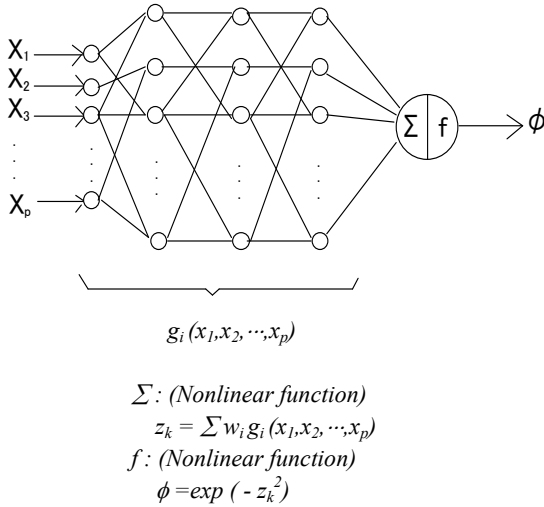 X₁
X₂
X₃
. . . .
Xₚ
Σ f
ϕ
gᵢ(x₁,x₂,⋯,xₚ)
Σ : (Nonlinear function)
zₖ = Σ wᵢ gᵢ (x₁,x₂,⋯,xₚ)
f : (Nonlinear function)
ϕ =exp ( - zₖ²)